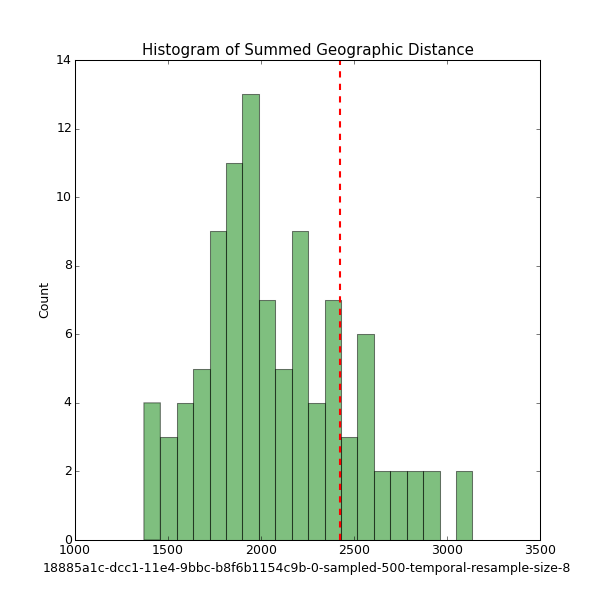 Histogram of Summed Geographic Distance
14
12
10
8
6
4
2
0
Count
1000 1500 2000 2500 3000 3500
18885a1c-dcc1-11e4-9bbc-b8f6b1154c9b-0-sampled-500-temporal-resample-size-8